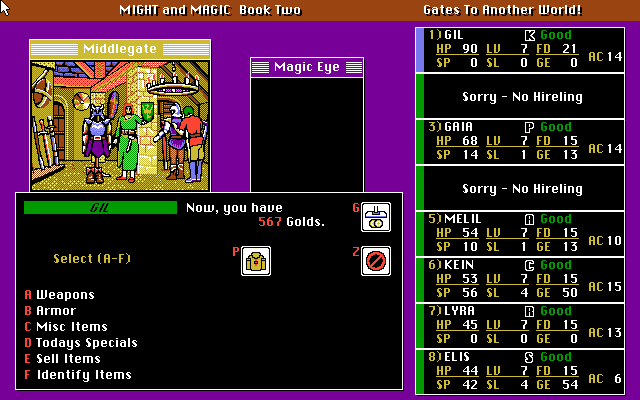 MIGHT and MAGIC Book Two
Gates To Another World!
Middlegate
Magic Eye
GIL
Now, you have
567 Golds.
G
Select (A-F)
P
Z
A Weapons
B Armor
C Misc Items
D Todays Specials
E Sell Items
F Identify Items
1) GIL K Good
HP 90 LV 7 FD 21
SP 0 SL 0 GE 0
AC 14
Sorry - No Hireling
3) GAIA P Good
HP 68 LV 7 FD 15
SP 14 SL 1 GE 13
AC 14
Sorry - No Hireling
5) MELIL Good
HP 54 LV 7 FD 15
SP 10 SL 1 GE 13
AC 10
6) KEIN C Good
HP 53 LV 7 FD 15
SP 56 SL 4 GE 50
AC 15
7) LYRA Good
HP 45 LV 7 FD 15
SP 0 SL 0 GE 0
AC 13
8) ELIS S Good
HP 44 LV 7 FD 15
SP 42 SL 4 GE 54
AC 6